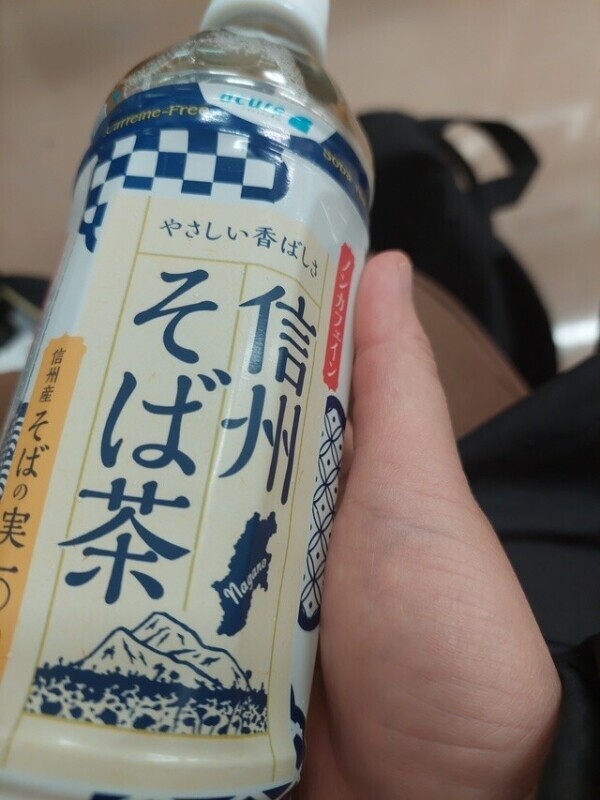 acure
Caffeine-Free
やさしい香ばしさ
信州
そば茶
ノンカフェイン
信州産
そばの実
Nagano